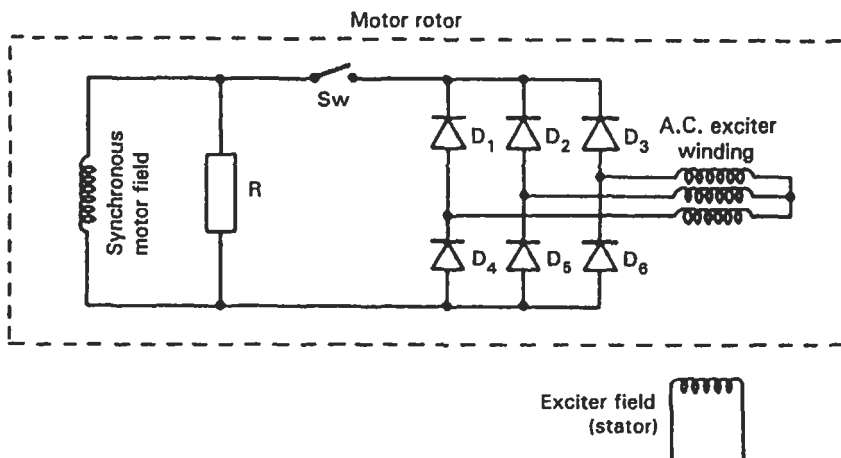 Motor rotor
Sw
A.C. exciter
winding
D1
D2
D3
Synchronous
motor field
R
D4
D5
D6
Exciter field
(stator)